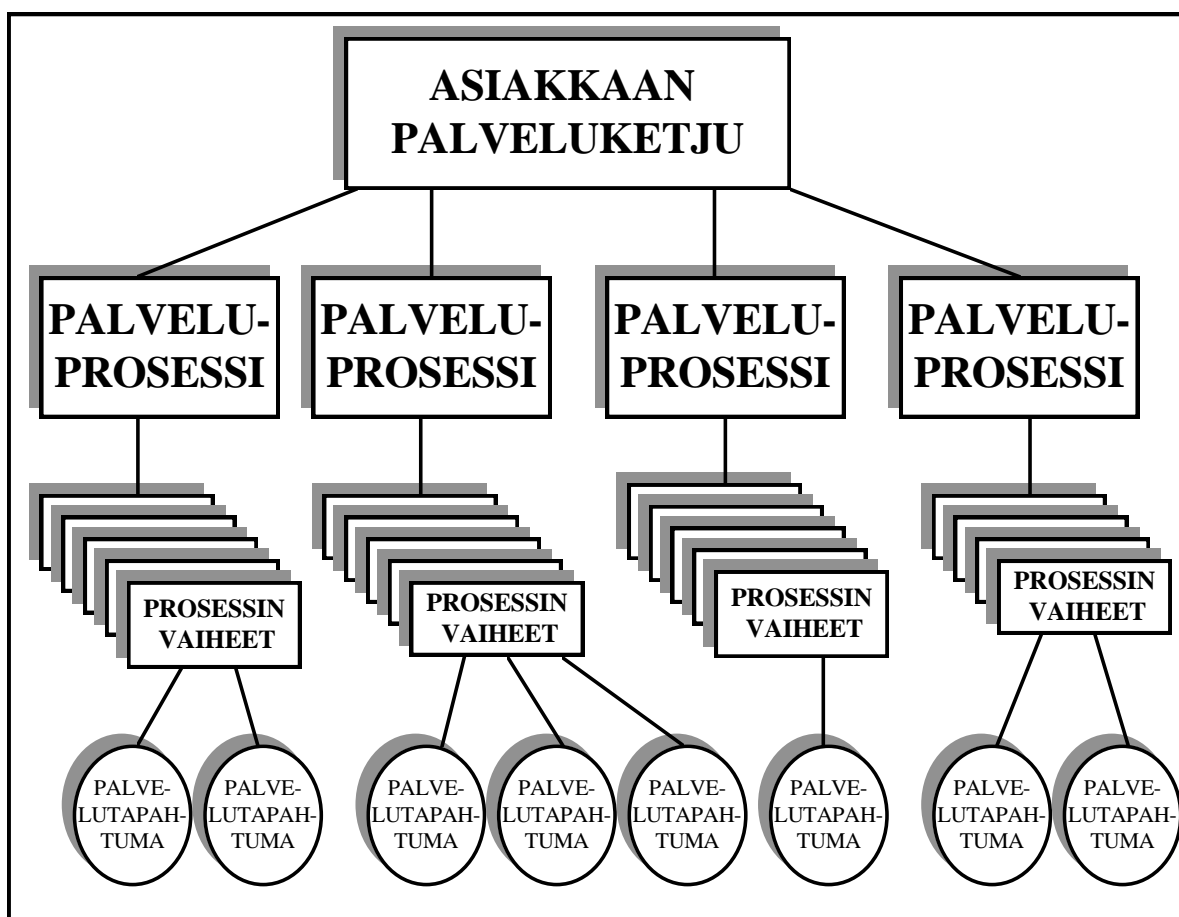 ASIAKKAAN
PALVELUKETJU
PALVELU-
PROSESSI
PALVELU-
PROSESSI
PALVELU-
PROSESSI
PALVELU-
PROSESSI
PROSESSIN
VAIHEET
PROSESSIN
VAIHEET
PROSESSIN
VAIHEET
PROSESSIN
VAIHEET
PALVE-
LUTAPAH-
TUMA
PALVE-
LUTAPAH-
TUMA
PALVE-
LUTAPAH-
TUMA
PALVE-
LUTAPAH-
TUMA
PALVE-
LUTAPAH-
TUMA
PALVE-
LUTAPAH-
TUMA
PALVE-
LUTAPAH-
TUMA
PALVE-
LUTAPAH-
TUMA